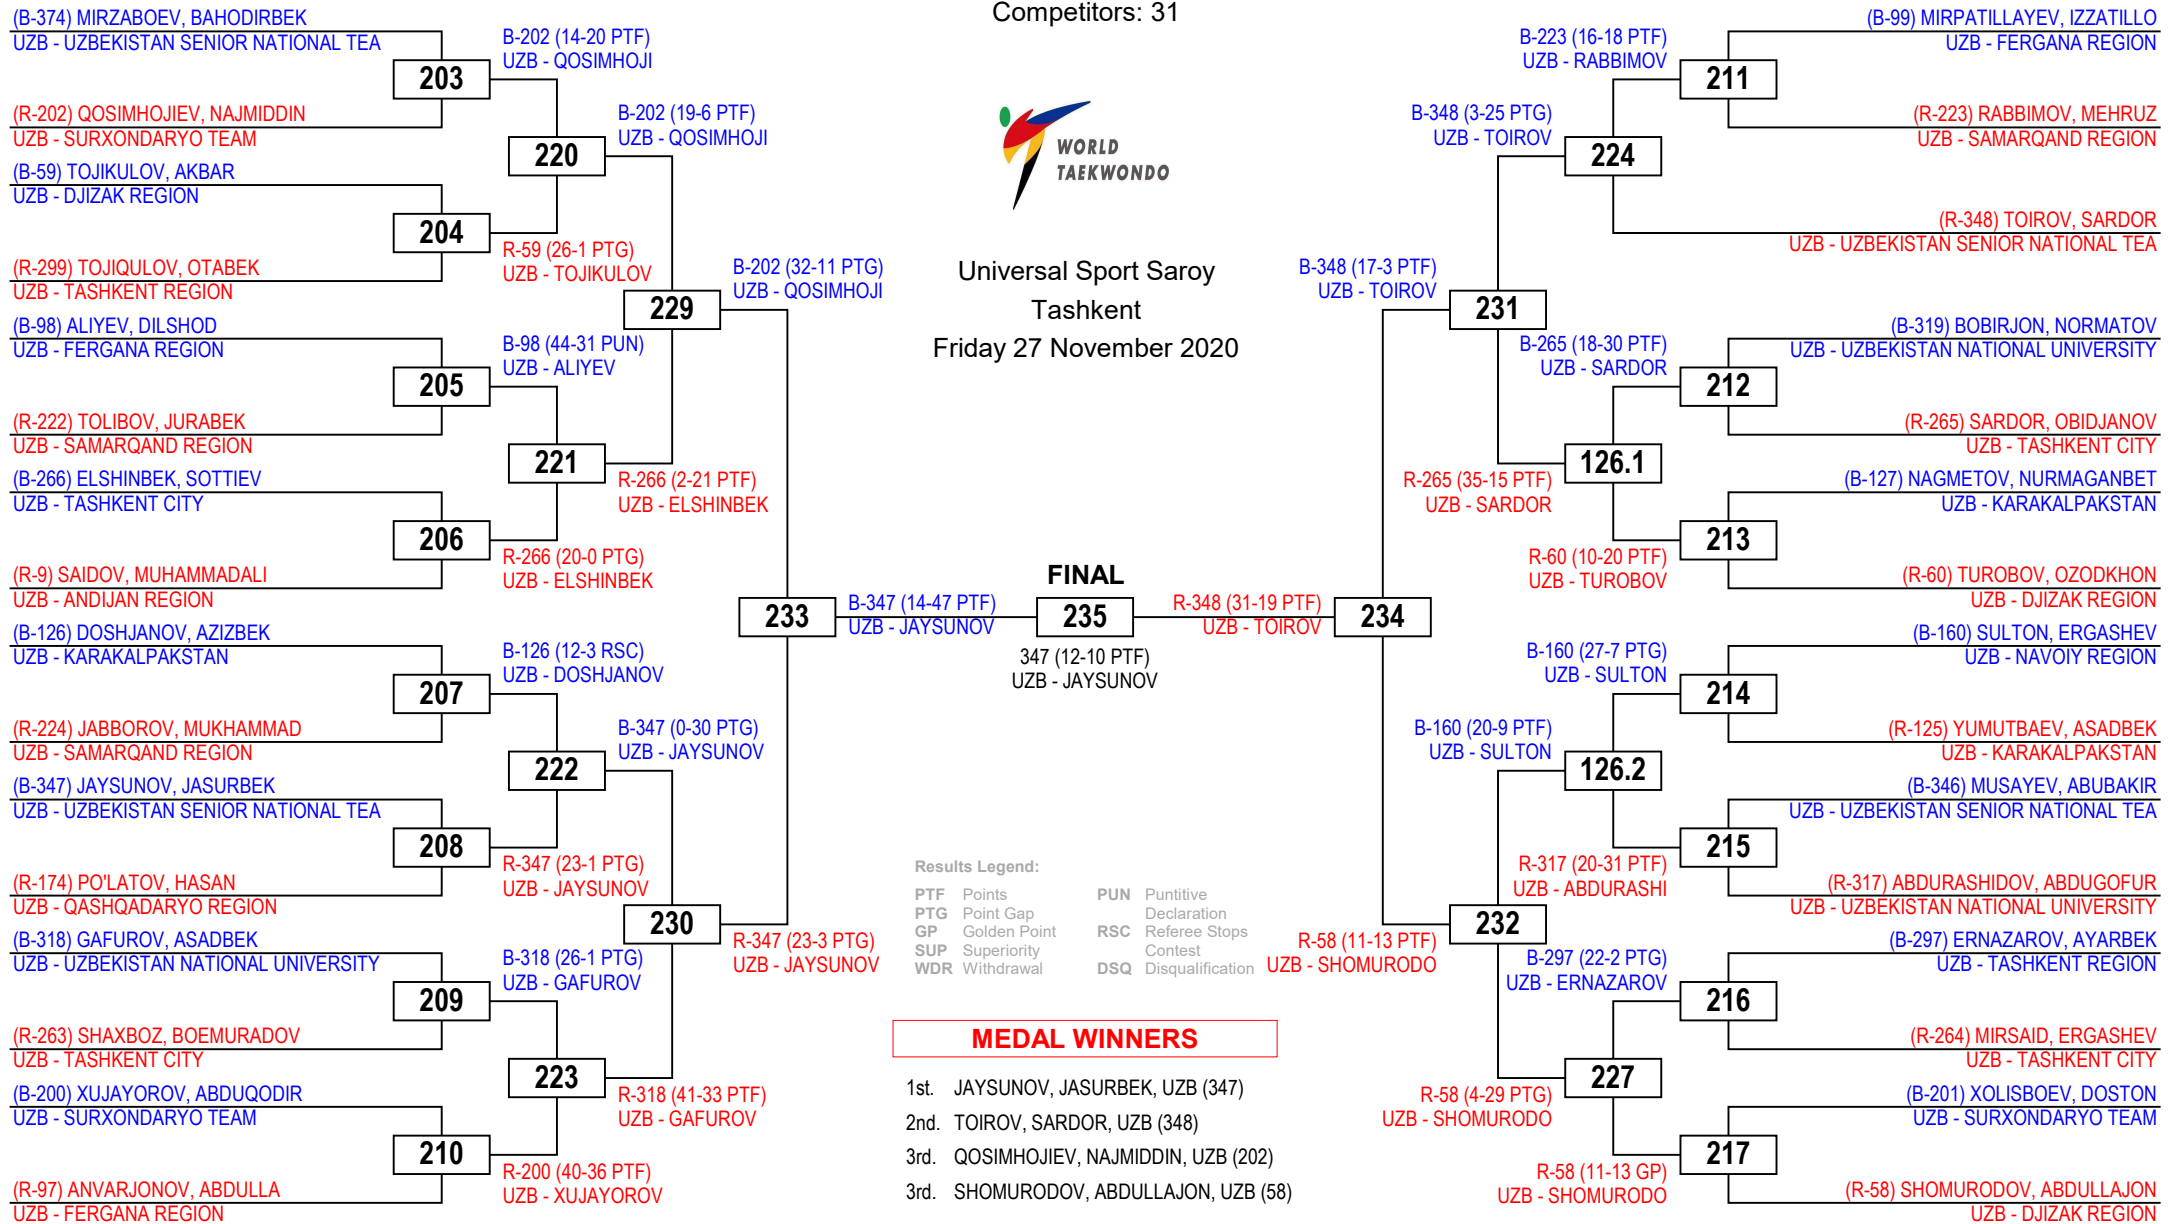 Competitors: 31
(B-374) MIRZABOEV, BAHODIRBEK
UZB - UZBEKISTAN SENIOR NATIONAL TEA
203
(R-202) QOSIMHOJIEV, NAJMIDDIN
UZB - SURXONDARYO TEAM
(B-59) TOJIKULOV, AKBAR
UZB - DJIZAK REGION
204
(R-299) TOJIQULOV, OTABEK
UZB - TASHKENT REGION
(B-98) ALIYEV, DILSHOD
UZB - FERGANA REGION
205
(R-222) TOLIBOV, JURABEK
UZB - SAMARQAND REGION
(B-266) ELSHINBEK, SOTTIEV
UZB - TASHKENT CITY
206
(R-9) SAIDOV, MUHAMMADALI
UZB - ANDIJAN REGION
(B-126) DOSHJANOV, AZIZBEK
UZB - KARAKALPAKSTAN
207
(R-224) JABBOROV, MUKHAMMAD
UZB - SAMARQAND REGION
(B-347) JAYSUNOV, JASURBEK
UZB - UZBEKISTAN SENIOR NATIONAL TEA
208
(R-174) PO'LATOV, HASAN
UZB - QASHQADARYO REGION
(B-318) GAFUROV, ASADBEK
UZB - UZBEKISTAN NATIONAL UNIVERSITY
209
(R-263) SHAXBOZ, BOEMURADOV
UZB - TASHKENT CITY
(B-200) XUJAYOROV, ABDUQODIR
UZB - SURXONDARYO TEAM
210
(R-97) ANVARJONOV, ABDULLA
UZB - FERGANA REGION
B-202 (14-20 PTF)
UZB - QOSIMHOJI
220
R-59 (26-1 PTG)
UZB - TOJIKULOV
B-98 (44-31 PUN)
UZB - ALIYEV
221
R-266 (20-0 PTG)
UZB - ELSHINBEK
B-126 (12-3 RSC)
UZB - DOSHJANOV
222
R-347 (23-1 PTG)
UZB - JAYSUNOV
B-318 (26-1 PTG)
UZB - GAFUROV
223
R-200 (40-36 PTF)
UZB - XUJAYOROV
B-202 (19-6 PTF)
UZB - QOSIMHOJI
229
R-266 (2-21 PTF)
UZB - ELSHINBEK
B-347 (0-30 PTG)
UZB - JAYSUNOV
230
R-318 (41-33 PTF)
UZB - GAFUROV
B-202 (32-11 PTG)
UZB - QOSIMHOJI
233
R-347 (23-3 PTG)
UZB - JAYSUNOV
WORLD
TAEKWONDO
Universal Sport Saroy
Tashkent
Friday 27 November 2020
FINAL
B-347 (14-47 PTF)
UZB - JAYSUNOV
235
R-348 (31-19 PTF)
UZB - TOIROV
347 (12-10 PTF)
UZB - JAYSUNOV
Results Legend:
PTF Points
PTG Point Gap
GP Golden Point
SUP Superiority
WDR Withdrawal
PUN Puntitive
Declaration
RSC Referee Stops
Contest
DSQ Disqualification
MEDAL WINNERS
1st. JAYSUNOV, JASURBEK, UZB (347)
2nd. TOIROV, SARDOR, UZB (348)
3rd. QOSIMHOJIEV, NAJMIDDIN, UZB (202)
3rd. SHOMURODOV, ABDULLAJON, UZB (58)
B-348 (17-3 PTF)
UZB - TOIROV
234
R-58 (11-13 PTF)
UZB - SHOMURODO
B-348 (3-25 PTG)
UZB - TOIROV
231
R-265 (35-15 PTF)
UZB - SARDOR
B-160 (20-9 PTF)
UZB - SULTON
232
R-58 (4-29 PTG)
UZB - SHOMURODO
B-223 (16-18 PTF)
UZB - RABBIMOV
224
B-265 (18-30 PTF)
UZB - SARDOR
126.1
R-60 (10-20 PTF)
UZB - TUROBOV
B-160 (27-7 PTG)
UZB - SULTON
126.2
R-317 (20-31 PTF)
UZB - ABDURASHI
B-297 (22-2 PTG)
UZB - ERNAZAROV
227
R-58 (11-13 GP)
UZB - SHOMURODO
(B-99) MIRPATILLAYEV, IZZATILLO
UZB - FERGANA REGION
211
(R-223) RABBIMOV, MEHRUZ
UZB - SAMARQAND REGION
(R-348) TOIROV, SARDOR
UZB - UZBEKISTAN SENIOR NATIONAL TEA
(B-319) BOBIRJON, NORMATOV
UZB - UZBEKISTAN NATIONAL UNIVERSITY
212
(R-265) SARDOR, OBIDJANOV
UZB - TASHKENT CITY
(B-127) NAGMETOV, NURMAGANBET
UZB - KARAKALPAKSTAN
213
(R-60) TUROBOV, OZODKHON
UZB - DJIZAK REGION
(B-160) SULTON, ERGASHEV
UZB - NAVOIY REGION
214
(R-125) YUMUTBAEV, ASADBEK
UZB - KARAKALPAKSTAN
(B-346) MUSAYEV, ABUBAKIR
UZB - UZBEKISTAN SENIOR NATIONAL TEA
215
(R-317) ABDURASHIDOV, ABDUGOFUR
UZB - UZBEKISTAN NATIONAL UNIVERSITY
(B-297) ERNAZAROV, AYARBEK
UZB - TASHKENT REGION
216
(R-264) MIRSAID, ERGASHEV
UZB - TASHKENT CITY
(B-201) XOLISBOEV, DOSTON
UZB - SURXONDARYO TEAM
217
(R-58) SHOMURODOV, ABDULLAJON
UZB - DJIZAK REGION